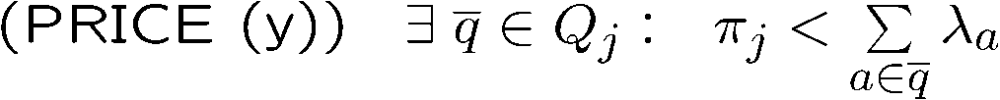 (PRICE (y)) ∃ q̅ ∈ Q_j : π_j < ∑_{a∈q̅} λ_a